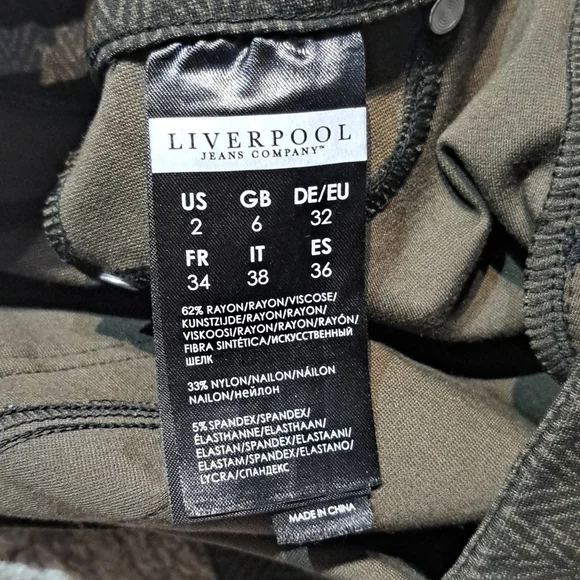 LIVERPOOL
JEANS COMPANY™
US GB DE/EU
2 6 32
FR IT ES
34 38 36
62% RAYON/RAYON/VISCOSE/
KUNSTZIJDE/RAYON/RAYON/
VISKOOSI/RAYON/RAYON/RAYÓN/
FIBRA SINTÉTICA/ИСКУССТВЕННЫЙ
ШЕЛК
33% NYLON/NAILON/NÁILON
NAILON/нейлон
5% SPANDEX/SPANDEX/
ÉLASTHANNE/ELASTHAAN/
ELASTAN/SPANDEX/ELASTAANI/
ELASTAM/SPANDEX/ELASTANO/
LYCRA/СПАНДЕКС
MADE IN CHINA